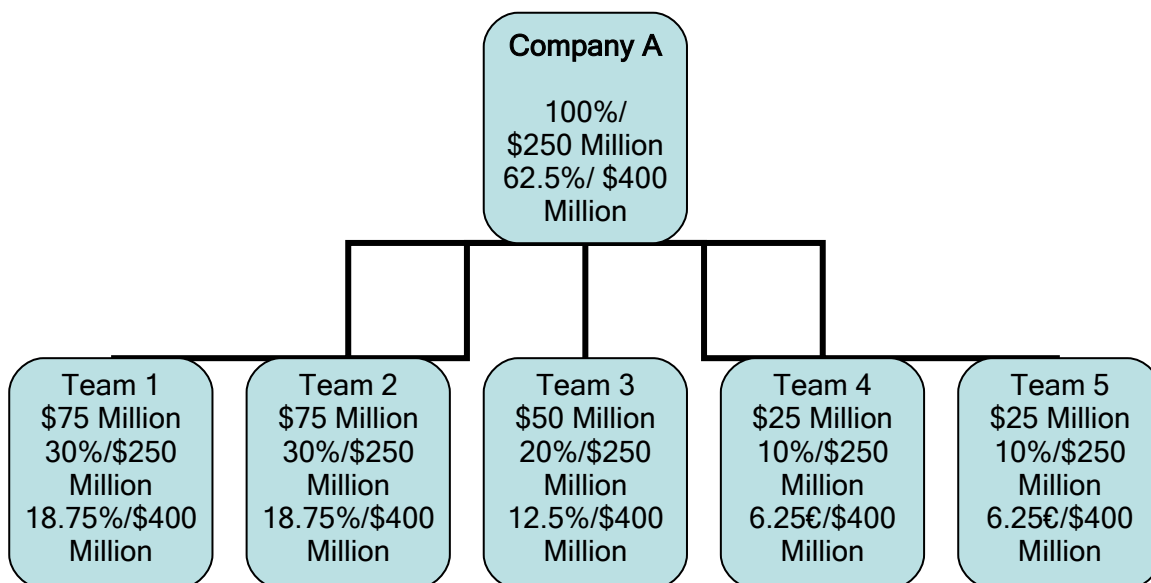 Company A
100%/
$250 Million
62.5%/ $400
Million
Team 1
$75 Million
30%/$250
Million
18.75%/$400
Million
Team 2
$75 Million
30%/$250
Million
18.75%/$400
Million
Team 3
$50 Million
20%/$250
Million
12.5%/$400
Million
Team 4
$25 Million
10%/$250
Million
6.25€/$400
Million
Team 5
$25 Million
10%/$250
Million
6.25€/$400
Million